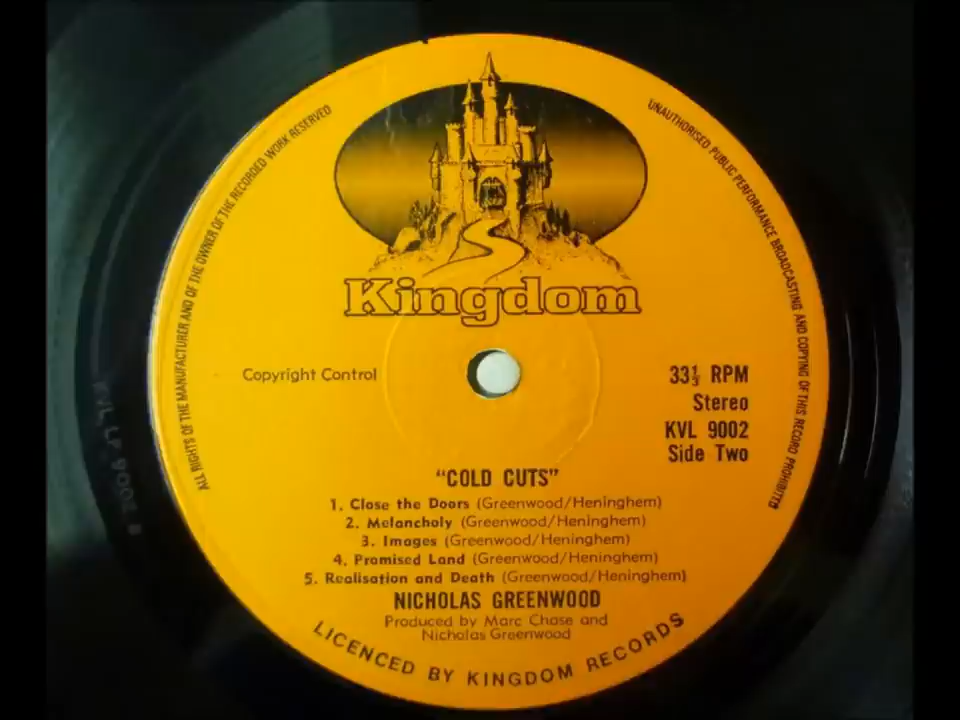 ALL RIGHTS OF THE MANUFACTURER AND OF THE OWNER OF THE RECORDED WORK RESERVED
UNAUTHORISED PUBLIC PERFORMANCE BROADCASTING AND COPYING OF THIS RECORD PROHIBITED
Kingdom
Copyright Control
33⅓ RPM
Stereo
KVL 9002
Side Two
"COLD CUTS"
1. Close the Doors (Greenwood/Heninghem)
2. Melancholy (Greenwood/Heninghem)
3. Images (Greenwood/Heninghem)
4. Promised Land (Greenwood/Heninghem)
5. Realisation and Death (Greenwood/Heninghem)
NICHOLAS GREENWOOD
Produced by Marc Chase and
Nicholas Greenwood
LICENCED BY KINGDOM RECORDS
KVL LP 9002 B